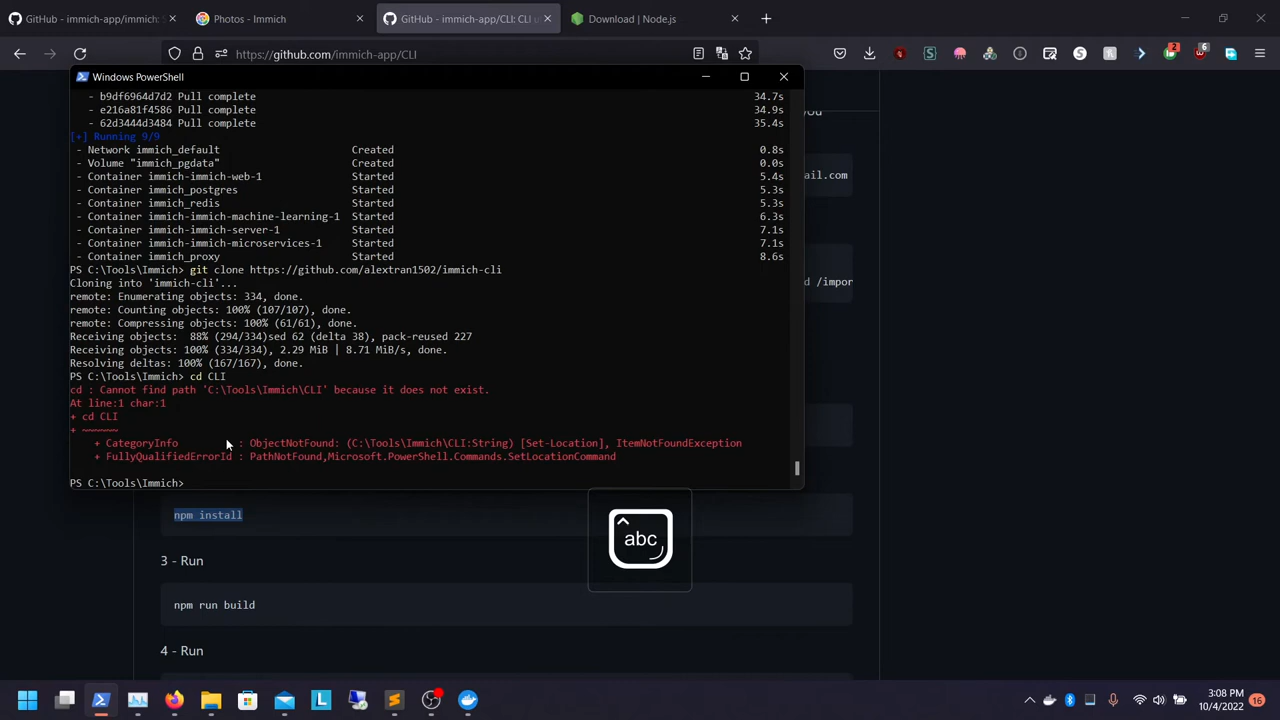 GitHub - immich-app/immich:
Photos - Immich
GitHub - immich-app/CLI: CLI
Download | Node.js
https://github.com/immich-app/CLI
2
6
you
Windows PowerShell
- b9df6964d7d2 Pull complete 34.7s
- e216a81f4586 Pull complete 34.9s
- 62d3444d3484 Pull complete 35.4s
[+] Running 9/9
- Network immich_default Created 0.8s
- Volume "immich_pgdata" Created 0.0s
- Container immich-immich-web-1 Started 5.4s
ail.com
- Container immich_postgres Started 5.3s
- Container immich_redis Started 5.3s
- Container immich-immich-machine-learning-1 Started 6.3s
- Container immich-immich-server-1 Started 7.1s
- Container immich-immich-microservices-1 Started 7.1s
- Container immich_proxy Started 8.6s
PS C:\Tools\Immich> git clone https://github.com/alextran1502/immich-cli
Cloning into 'immich-cli'...
d /impor
remote: Enumerating objects: 334, done.
remote: Counting objects: 100% (107/107), done.
remote: Compressing objects: 100% (61/61), done.
Receiving objects:  88% (294/334)sed 62 (delta 38), pack-reused 227
Receiving objects: 100% (334/334), 2.29 MiB | 8.71 MiB/s, done.
Resolving deltas: 100% (167/167), done.
PS C:\Tools\Immich> cd CLI
cd : Cannot find path 'C:\Tools\Immich\CLI' because it does not exist.
At line:1 char:1
+ cd CLI
+ ~~~~~~
+ CategoryInfo : ObjectNotFound: (C:\Tools\Immich\CLI:String) [Set-Location], ItemNotFoundException
+ FullyQualifiedErrorId : PathNotFound,Microsoft.PowerShell.Commands.SetLocationCommand
PS C:\Tools\Immich>
npm install
abc
3 - Run
npm run build
4 - Run
L
3:08 PM
10/4/2022
16